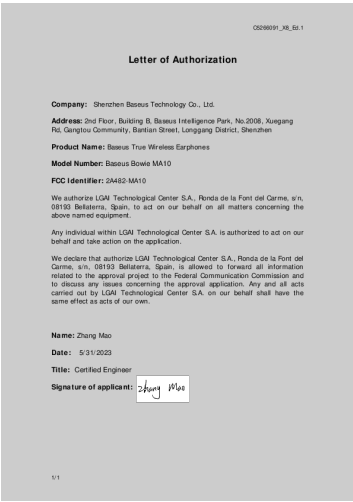 CS266091_X8_Ed.1
Letter of Authorization
Company: Shenzhen Baseus Technology Co., Ltd.
Address: 2nd Floor, Building B, Baseus Intelligence Park, No.2008, Xuegang
Rd, Gangtou Community, Bantian Street, Longgang District, Shenzhen
Product Name: Baseus True Wireless Earphones
Model Number: Baseus Bowie MA10
FCC Identifier: 2A482-MA10
We authorize LGAI Technological Center S.A., Ronda de la Font del Carme, s/n,
08193 Bellaterra, Spain, to act on our behalf on all matters concerning the
above named equipment.
Any individual within LGAI Technological Center S.A. is authorized to act on our
behalf and take action on the application.
We declare that authorize LGAI Technological Center S.A., Ronda de la Font del
Carme, s/n, 08193 Bellaterra, Spain, is allowed to forward all information
related to the approval project to the Federal Communication Commission and
to discuss any issues concerning the approval application. Any and all acts
carried out by LGAI Technological Center S.A. on our behalf shall have the
same effect as acts of our own.
Name: Zhang Mao
Date: 5/31/2023
Title: Certified Engineer
Signature of applicant: Zhang Mao
1/1